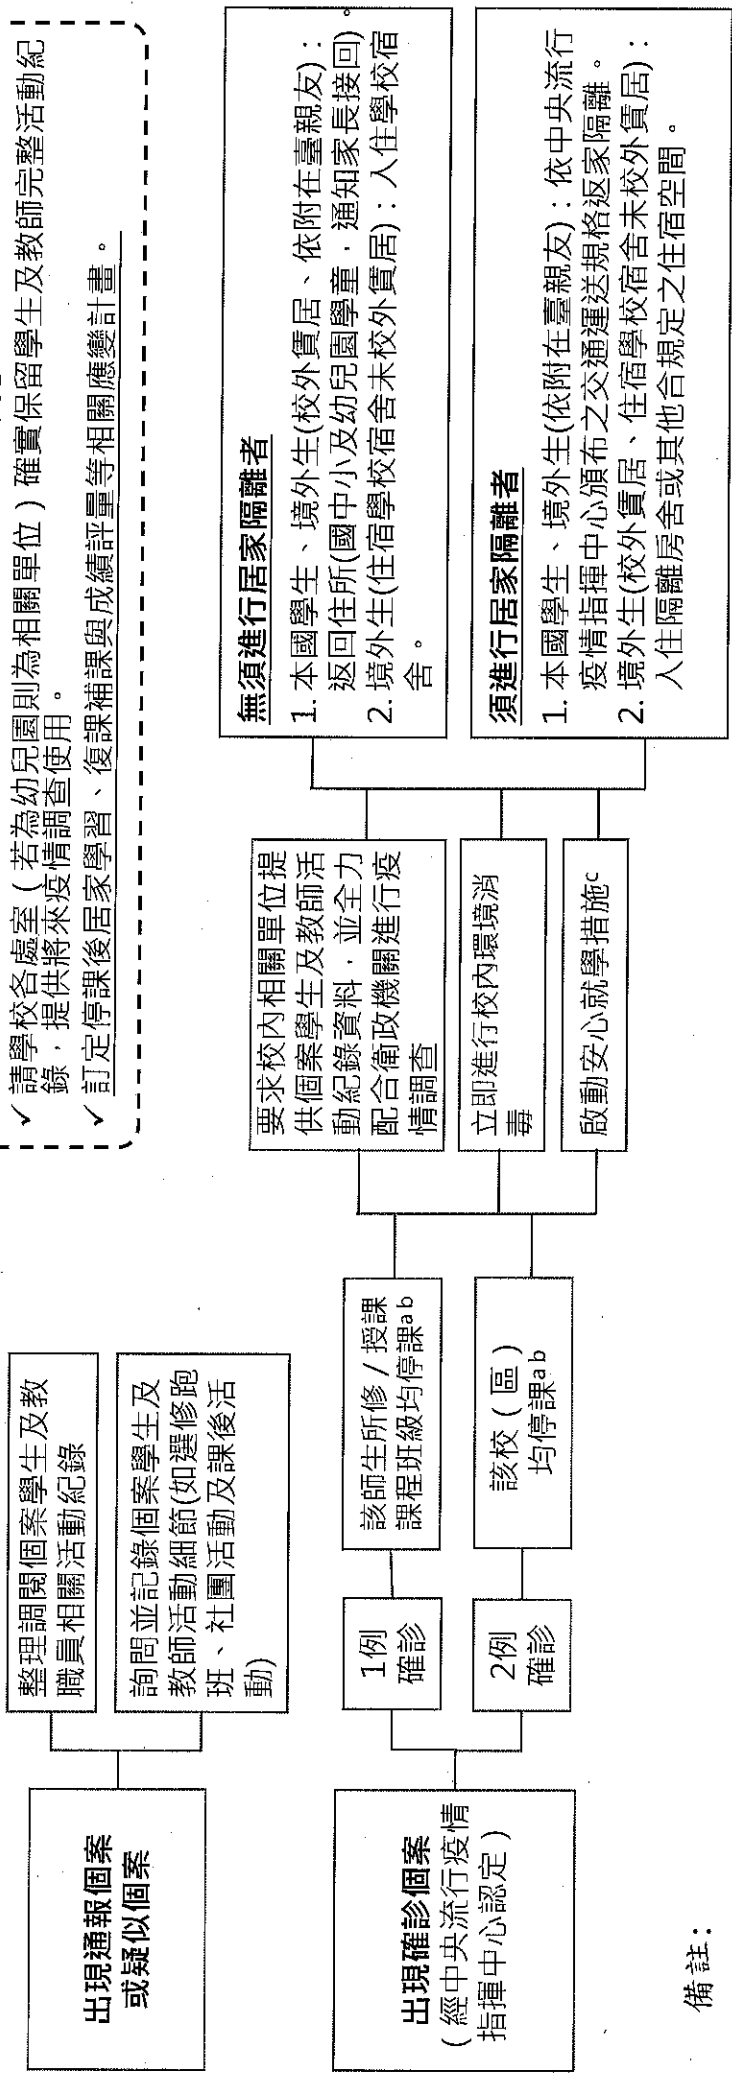 ✓請學校各處室（若為幼兒園則為相關單位）確實保留學生及教師完整活動紀
錄，提供將來疫情調查使用。
✓訂定停課後居家學習、復課補課與成績評量等相關應變計畫。
出現通報個案
或疑似個案
整理調閱個案學生及教
職員相關活動紀錄
詢問並記錄個案學生及
教師活動細節(如選修跑
班、社團活動及課後活
動)
出現確診個案
（經中央流行疫情
指揮中心認定）
1例
確診
2例
確診
該師生所修/授課
課程班級均停課ab
該校（區）
均停課ab
要求校內相關單位提
供個案學生及教師活
動紀錄資料，並全力
配合衛政機關進行疫
情調查
立即進行校內環境消
毒
啟動安心就學措施c
無須進行居家隔離者
1. 本國學生、境外生(校外賃居、依附在臺親友)：
返回住所(國中小及幼兒園學童，通知家長接回)。
2. 境外生(住宿學校宿舍未校外賃居)：入住學校宿
舍。
須進行居家隔離者
1. 本國學生、境外生(依附在臺親友)：依中央流行
疫情指揮中心頒布之交通運送規格返家隔離。
2. 境外生(校外賃居、住宿學校宿舍未校外賃居)：
入住隔離房舍或其他合規定之住宿空間。
備註：